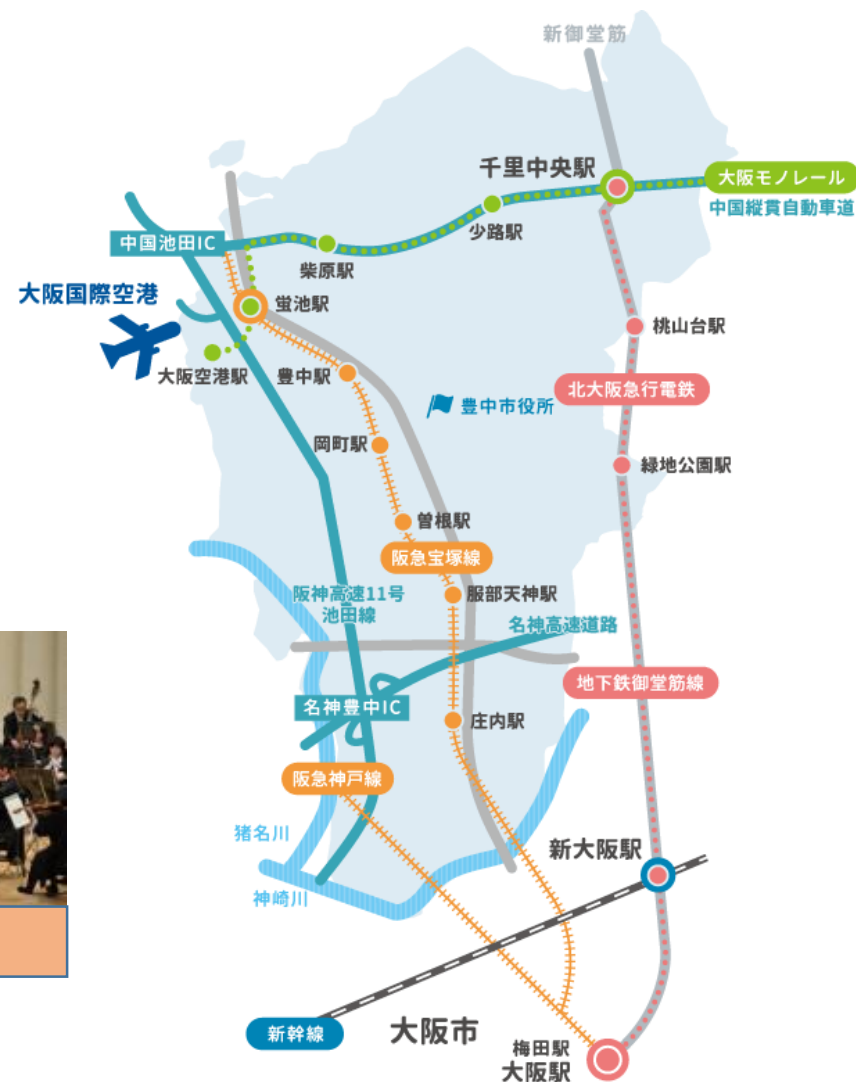 新御堂筋
千里中央駅
大阪モノレール
中国縦貫自動車道
少路駅
中国池田IC
柴原駅
大阪国際空港
蛍池駅
桃山台駅
大阪空港駅
豊中駅
北大阪急行電鉄
豊中市役所
岡町駅
緑地公園駅
曽根駅
阪急宝塚線
阪神高速11号
池田線
服部天神駅
名神高速道路
地下鉄御堂筋線
名神豊中IC
庄内駅
阪急神戸線
猪名川
新大阪駅
神崎川
新幹線
大阪市
梅田駅
大阪駅